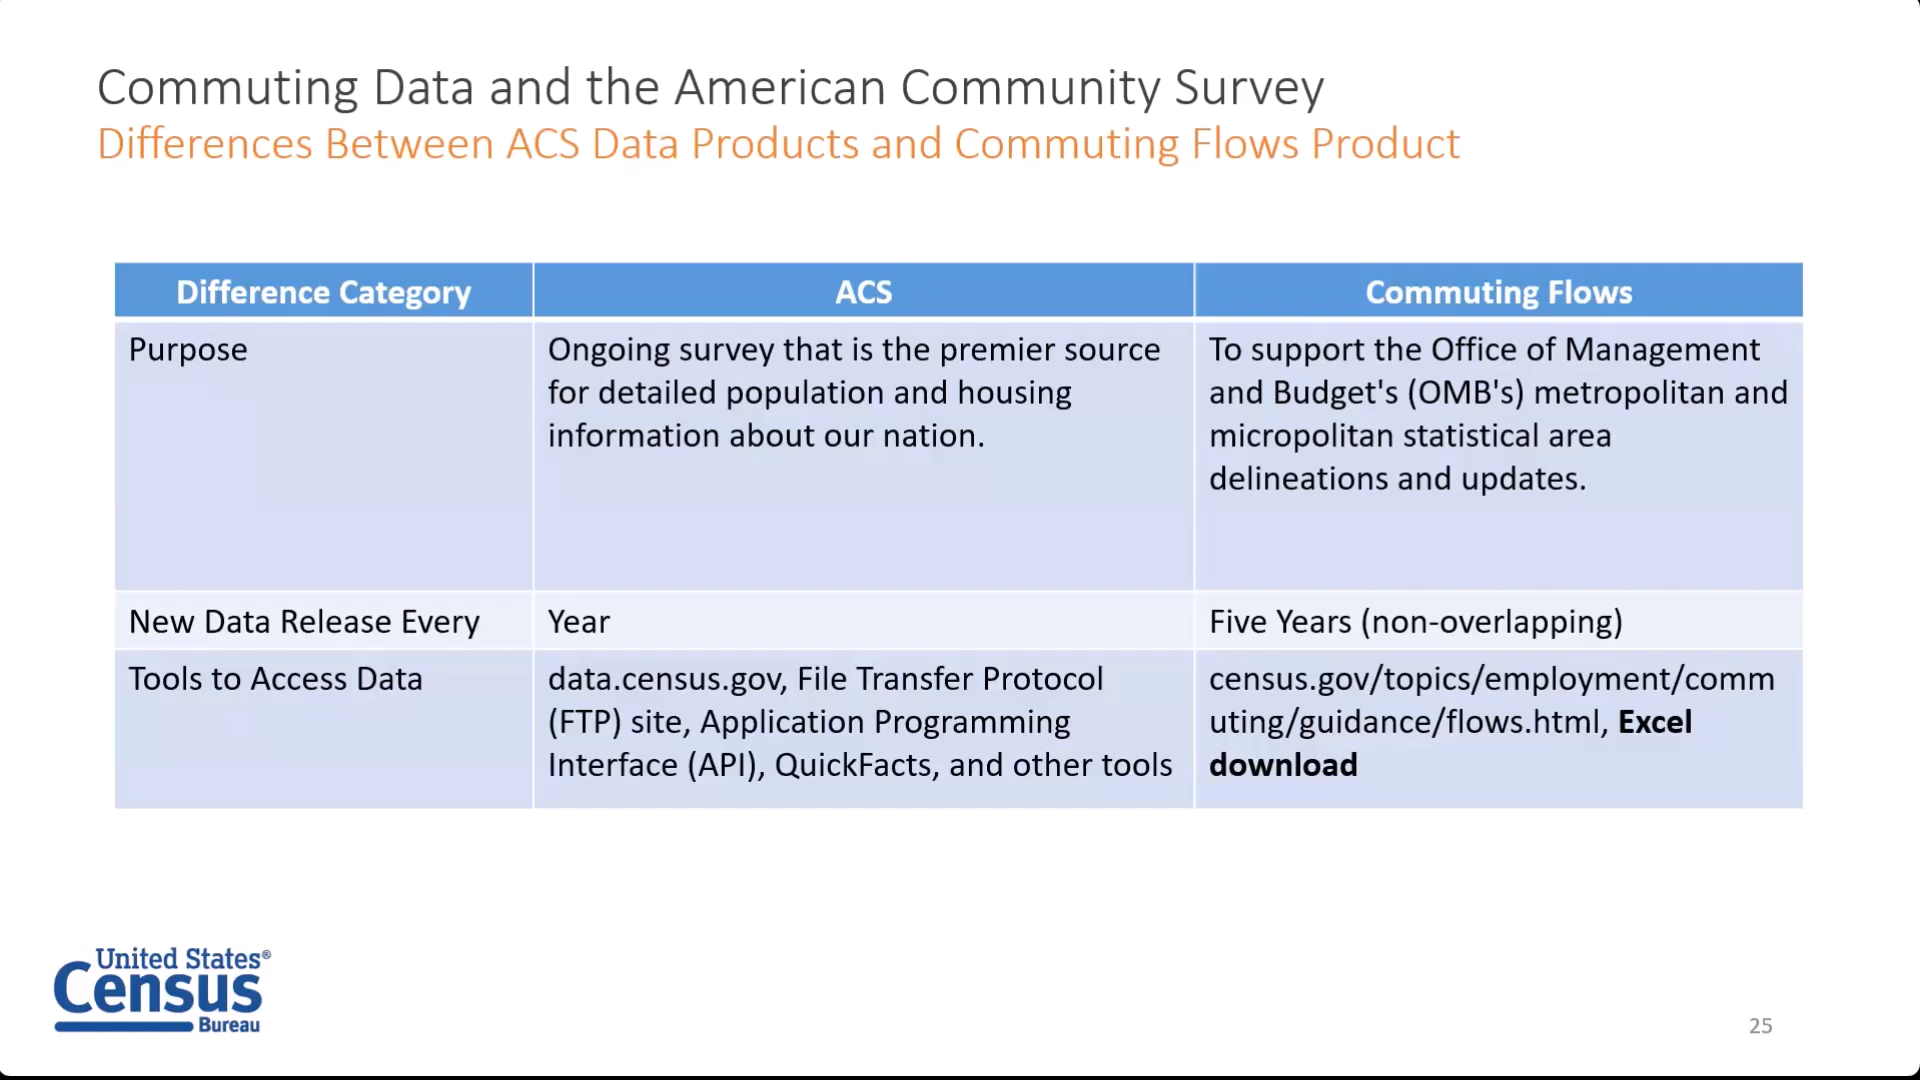 Commuting Data and the American Community Survey
Differences Between ACS Data Products and Commuting Flows Product
Difference Category
ACS
Commuting Flows
Purpose
Ongoing survey that is the premier source
for detailed population and housing
information about our nation.
To support the Office of Management
and Budget's (OMB's) metropolitan and
micropolitan statistical area
delineations and updates.
New Data Release Every
Year
Five Years (non-overlapping)
Tools to Access Data
data.census.gov, File Transfer Protocol
(FTP) site, Application Programming
Interface (API), QuickFacts, and other tools
census.gov/topics/employment/comm
uting/guidance/flows.html, Excel
download
United States®
Census
Bureau
25